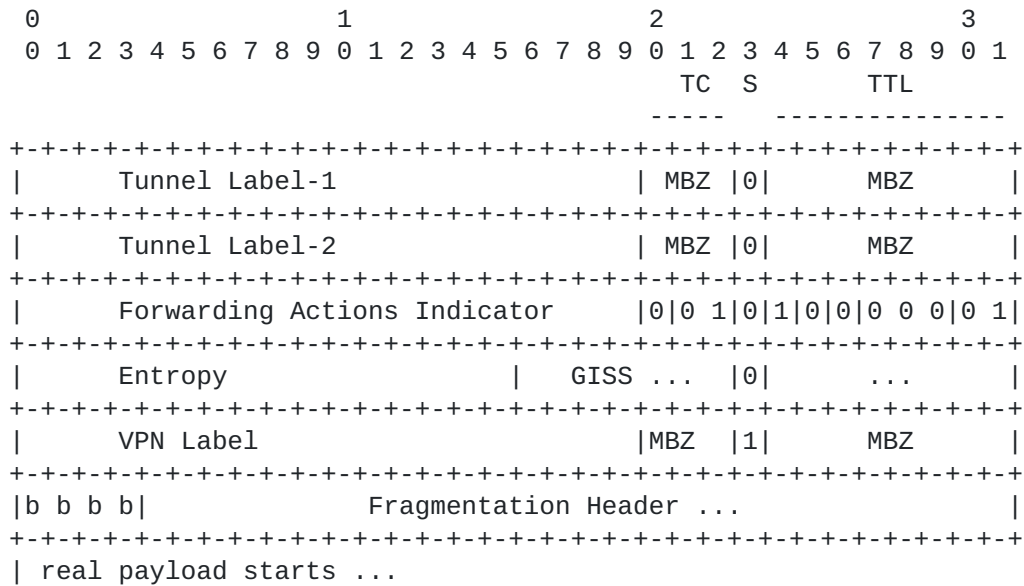 0                   1                   2                   3
 0 1 2 3 4 5 6 7 8 9 0 1 2 3 4 5 6 7 8 9 0 1 2 3 4 5 6 7 8 9 0 1
                                           TC  S       TTL
                                         -----   ---------------
+-+-+-+-+-+-+-+-+-+-+-+-+-+-+-+-+-+-+-+-+-+-+-+-+-+-+-+-+-+-+-+-+
|      Tunnel Label-1                   | MBZ |0|      MBZ      |
+-+-+-+-+-+-+-+-+-+-+-+-+-+-+-+-+-+-+-+-+-+-+-+-+-+-+-+-+-+-+-+-+
|      Tunnel Label-2                   | MBZ |0|      MBZ      |
+-+-+-+-+-+-+-+-+-+-+-+-+-+-+-+-+-+-+-+-+-+-+-+-+-+-+-+-+-+-+-+-+
|      Forwarding Actions Indicator     |0|0 1|0|1|0|0|0 0 0|0 1|
+-+-+-+-+-+-+-+-+-+-+-+-+-+-+-+-+-+-+-+-+-+-+-+-+-+-+-+-+-+-+-+-+
|      Entropy                  |   GISS ...  |0|      ...      |
+-+-+-+-+-+-+-+-+-+-+-+-+-+-+-+-+-+-+-+-+-+-+-+-+-+-+-+-+-+-+-+-+
|      VPN Label                        |MBZ  |1|      MBZ      |
+-+-+-+-+-+-+-+-+-+-+-+-+-+-+-+-+-+-+-+-+-+-+-+-+-+-+-+-+-+-+-+-+
|b b b b|              Fragmentation Header ...                 |
+-+-+-+-+-+-+-+-+-+-+-+-+-+-+-+-+-+-+-+-+-+-+-+-+-+-+-+-+-+-+-+-+
| real payload starts ...